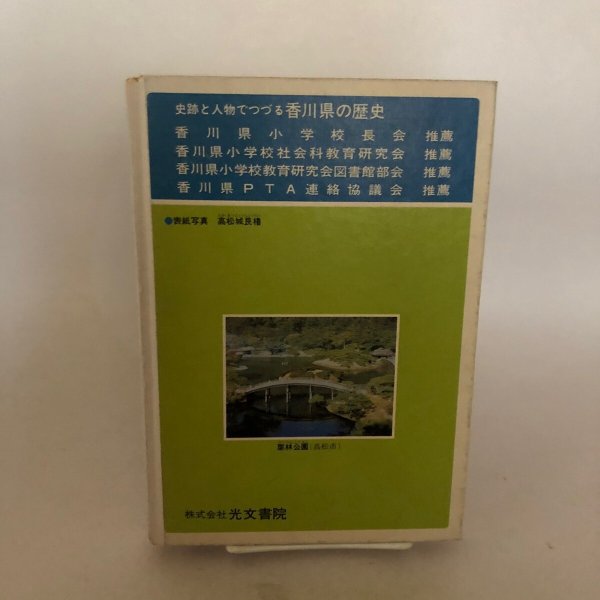 史跡と人物でつづる香川県の歴史
香川県小学校長会 推薦
香川県小学校社会科教育研究会 推薦
香川県小学校教育研究会図書館部会 推薦
香川県PTA連絡協議会 推薦
●表紙写真 高松城艮櫓
栗林公園(高松市)
株式会社 光文書院